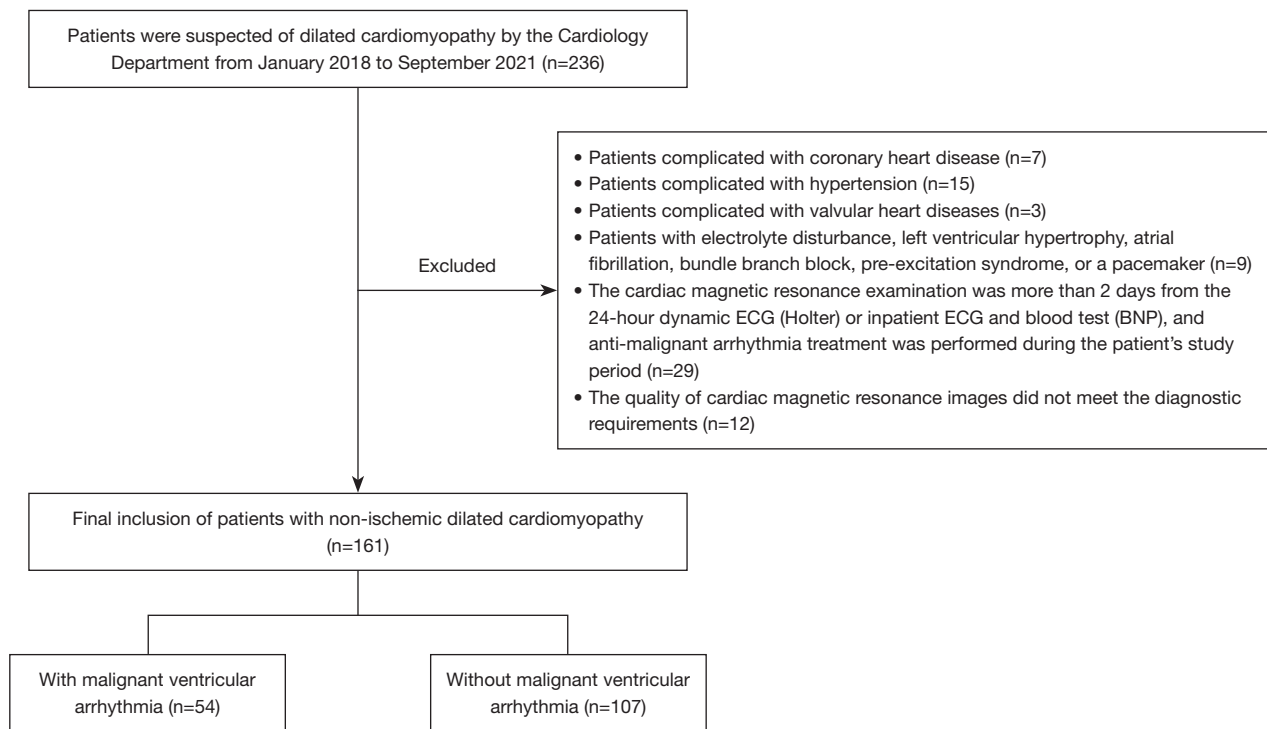 Patients were suspected of dilated cardiomyopathy by the Cardiology
Department from January 2018 to September 2021 (n=236)
Excluded
• Patients complicated with coronary heart disease (n=7)
• Patients complicated with hypertension (n=15)
• Patients complicated with valvular heart diseases (n=3)
• Patients with electrolyte disturbance, left ventricular hypertrophy, atrial
fibrillation, bundle branch block, pre-excitation syndrome, or a pacemaker (n=9)
• The cardiac magnetic resonance examination was more than 2 days from the
24-hour dynamic ECG (Holter) or inpatient ECG and blood test (BNP), and
anti-malignant arrhythmia treatment was performed during the patient’s study
period (n=29)
• The quality of cardiac magnetic resonance images did not meet the diagnostic
requirements (n=12)
Final inclusion of patients with non-ischemic dilated cardiomyopathy
(n=161)
With malignant ventricular
arrhythmia (n=54)
Without malignant ventricular
arrhythmia (n=107)